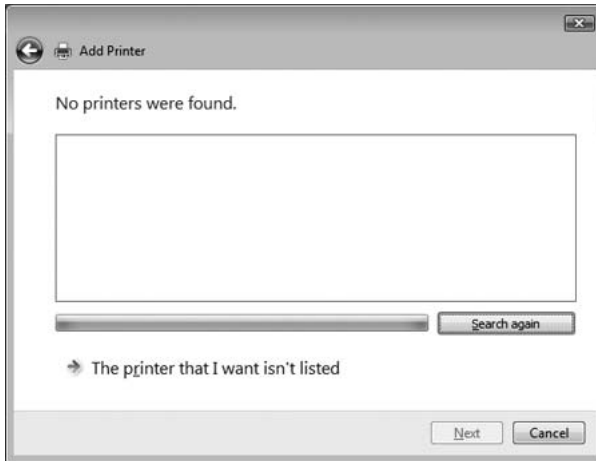 Add Printer
No printers were found.
Search again
The printer that I want isn't listed
Next Cancel